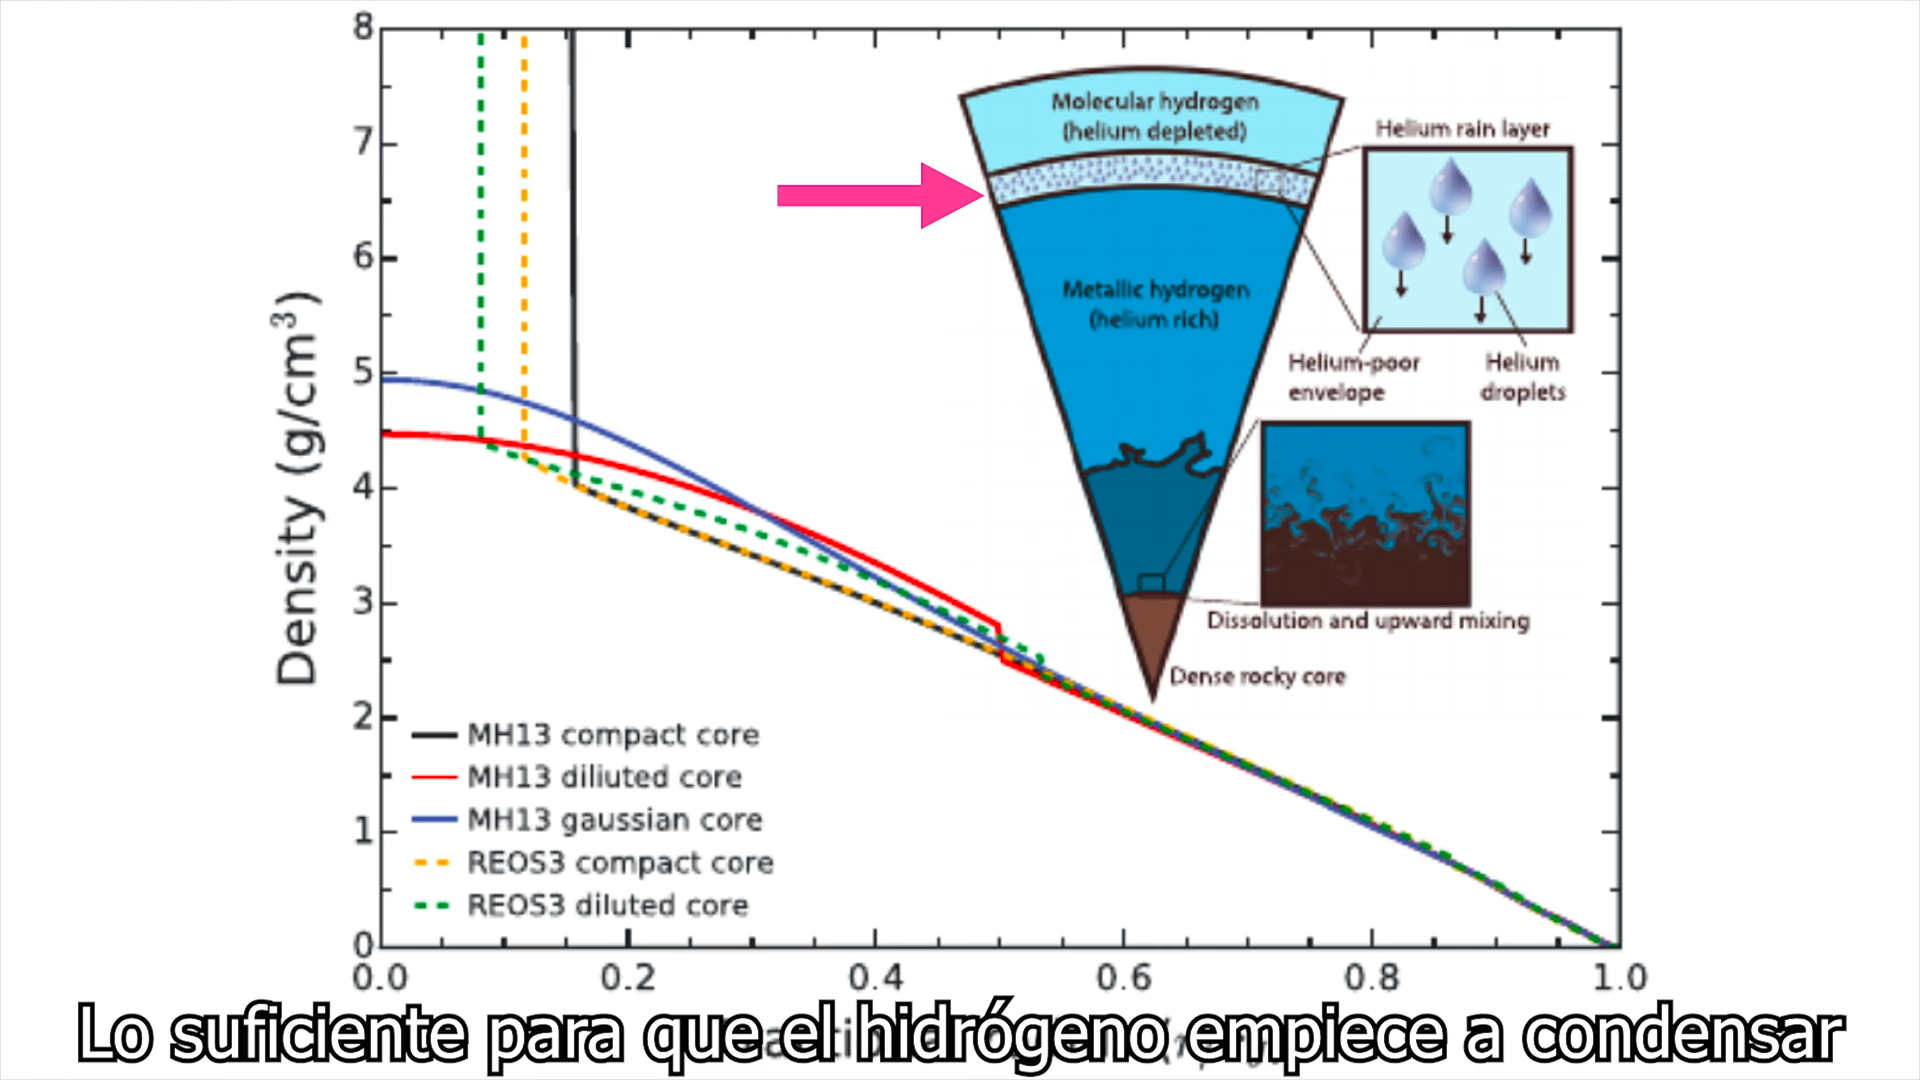 8
7
6
5
4
3
2
1
0
Density (g/cm³)
Molecular hydrogen
(helium depleted)
Helium rain layer
Metallic hydrogen
(helium rich)
Helium-poor
envelope
Helium
droplets
Dissolution and upward mixing
Dense rocky core
MH13 compact core
MH13 diliuted core
MH13 gaussian core
REOS3 compact core
REOS3 diluted core
0.0 0.2 0.4 0.6 0.8 1.0
Lo suficiente para que el hidrógeno empiece a condensar